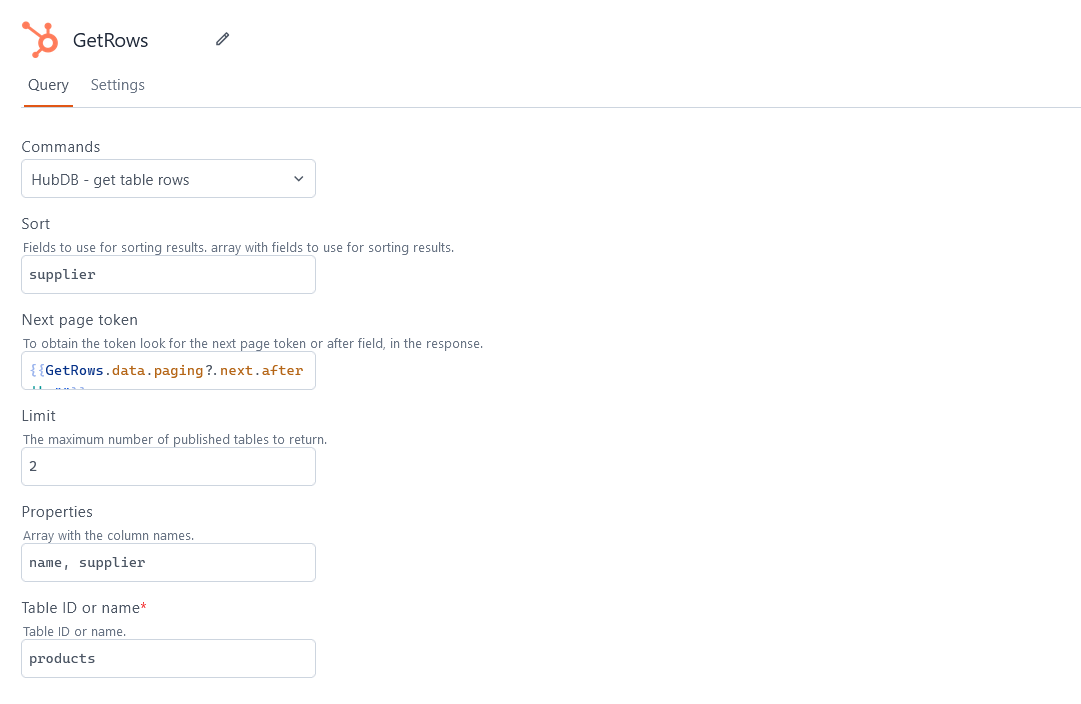 GetRows
Query Settings
Commands
HubDB - get table rows
Sort
Fields to use for sorting results. array with fields to use for sorting results.
supplier
Next page token
To obtain the token look for the next page token or after field, in the response.
{{GetRows.data.paging?.next.after
Limit
The maximum number of published tables to return.
2
Properties
Array with the column names.
name, supplier
Table ID or name*
Table ID or name.
products